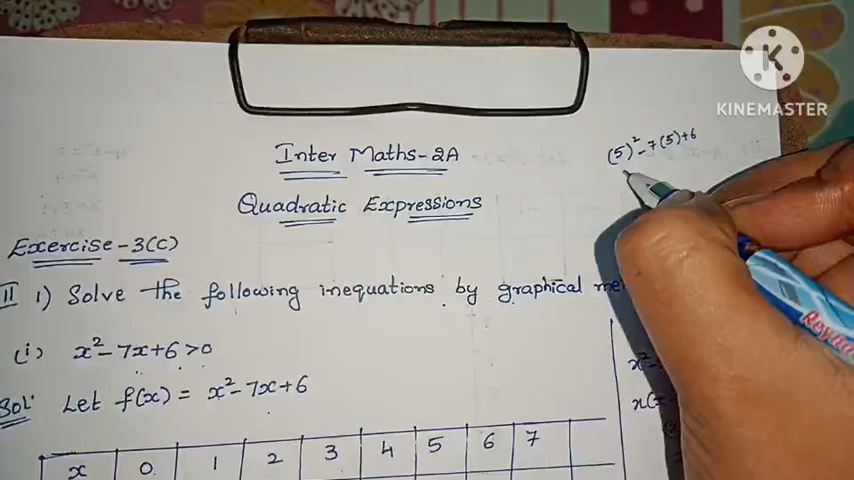 K
KINEMASTER
Inter Maths-2A
(5)²-7(5)+6
Quadratic Expressions
Exercise-3(C)
II 1) Solve the following inequations by graphical
(i) x²-7x+6>0
Sol: Let f(x) = x²-7x+6
x 0 1 2 3 4 5 6 7